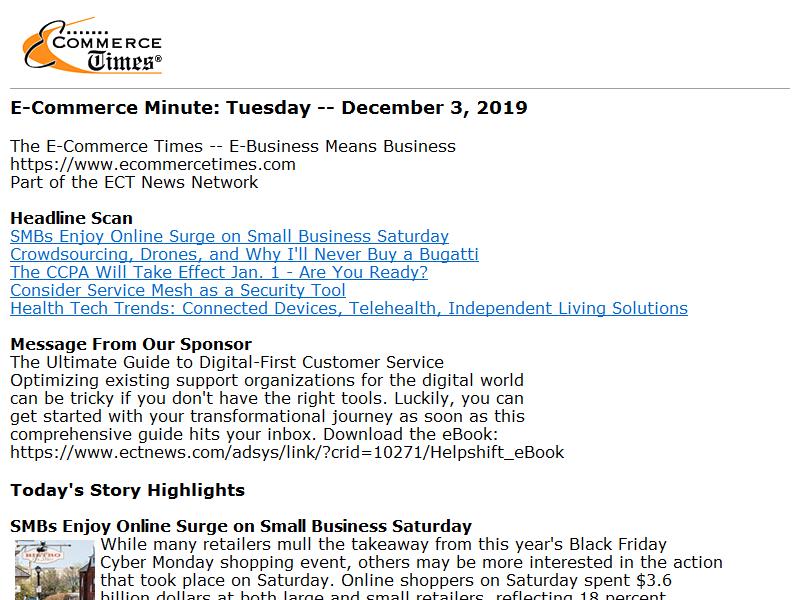 E COMMERCE
Times®
E-Commerce Minute: Tuesday -- December 3, 2019
The E-Commerce Times -- E-Business Means Business
https://www.ecommercetimes.com
Part of the ECT News Network
Headline Scan
SMBs Enjoy Online Surge on Small Business Saturday
Crowdsourcing, Drones, and Why I'll Never Buy a Bugatti
The CCPA Will Take Effect Jan. 1 - Are You Ready?
Consider Service Mesh as a Security Tool
Health Tech Trends: Connected Devices, Telehealth, Independent Living Solutions
Message From Our Sponsor
The Ultimate Guide to Digital-First Customer Service
Optimizing existing support organizations for the digital world
can be tricky if you don't have the right tools. Luckily, you can
get started with your transformational journey as soon as this
comprehensive guide hits your inbox. Download the eBook:
https://www.ectnews.com/adsys/link/?crid=10271/Helpshift_eBook
Today's Story Highlights
SMBs Enjoy Online Surge on Small Business Saturday
BISTRO
While many retailers mull the takeaway from this year's Black Friday
Cyber Monday shopping event, others may be more interested in the action
that took place on Saturday. Online shoppers on Saturday spent $3.6
billion dollars at both large and small retailers, reflecting 18 percent